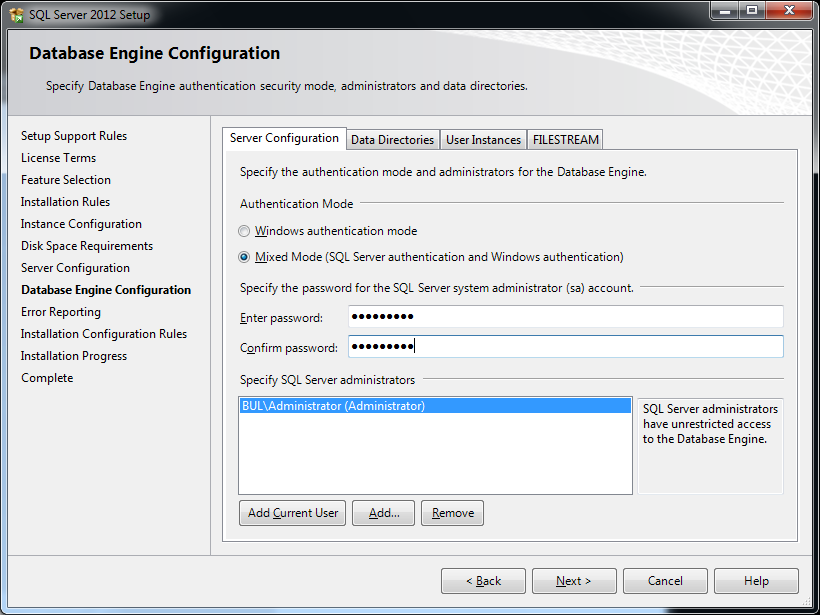 SQL Server 2012 Setup
Database Engine Configuration
Specify Database Engine authentication security mode, administrators and data directories.
Setup Support Rules
License Terms
Feature Selection
Installation Rules
Instance Configuration
Disk Space Requirements
Server Configuration
Database Engine Configuration
Error Reporting
Installation Configuration Rules
Installation Progress
Complete
Server Configuration Data Directories User Instances FILESTREAM
Specify the authentication mode and administrators for the Database Engine.
Authentication Mode
Windows authentication mode
Mixed Mode (SQL Server authentication and Windows authentication)
Specify the password for the SQL Server system administrator (sa) account.
Enter password: ●●●●●●●●●
Confirm password: ●●●●●●●●●
Specify SQL Server administrators
BUL\Administrator (Administrator)
SQL Server administrators
have unrestricted access
to the Database Engine.
Add Current User Add... Remove
< Back Next > Cancel Help